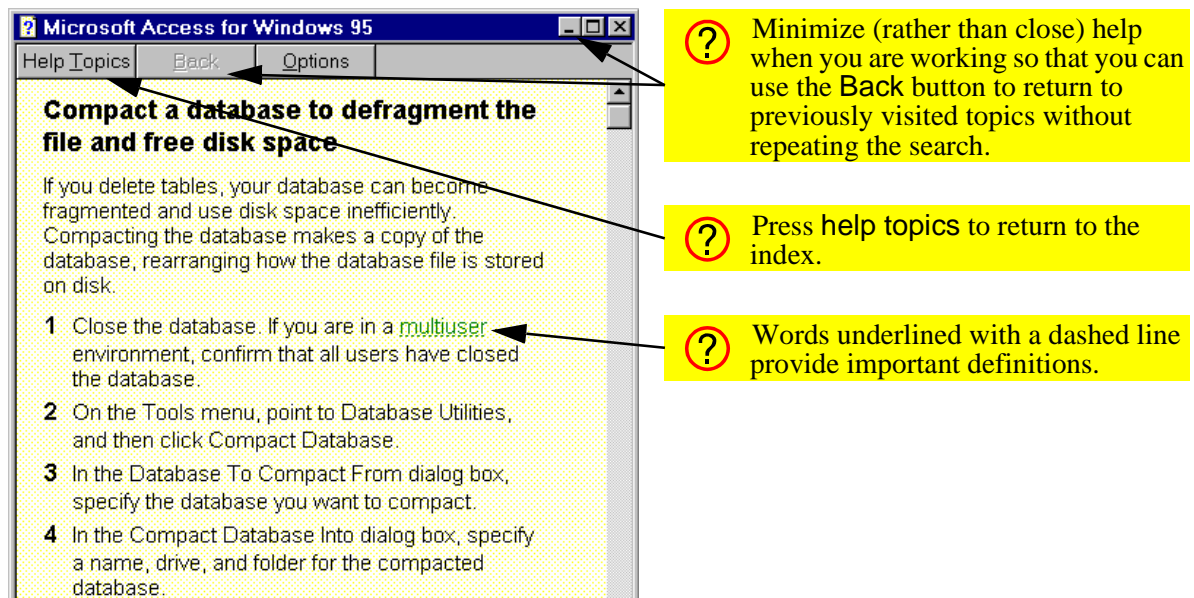 Microsoft Access for Windows 95
Help Topics Back Options
Compact a database to defragment the
file and free disk space
If you delete tables, your database can become
fragmented and use disk space inefficiently.
Compacting the database makes a copy of the
database, rearranging how the database file is stored
on disk.
1 Close the database. If you are in a multiuser
environment, confirm that all users have closed
the database.
2 On the Tools menu, point to Database Utilities,
and then click Compact Database.
3 In the Database To Compact From dialog box,
specify the database you want to compact.
4 In the Compact Database Into dialog box, specify
a name, drive, and folder for the compacted
database.
? Minimize (rather than close) help
when you are working so that you can
use the Back button to return to
previously visited topics without
repeating the search.
? Press help topics to return to the
index.
? Words underlined with a dashed line
provide important definitions.